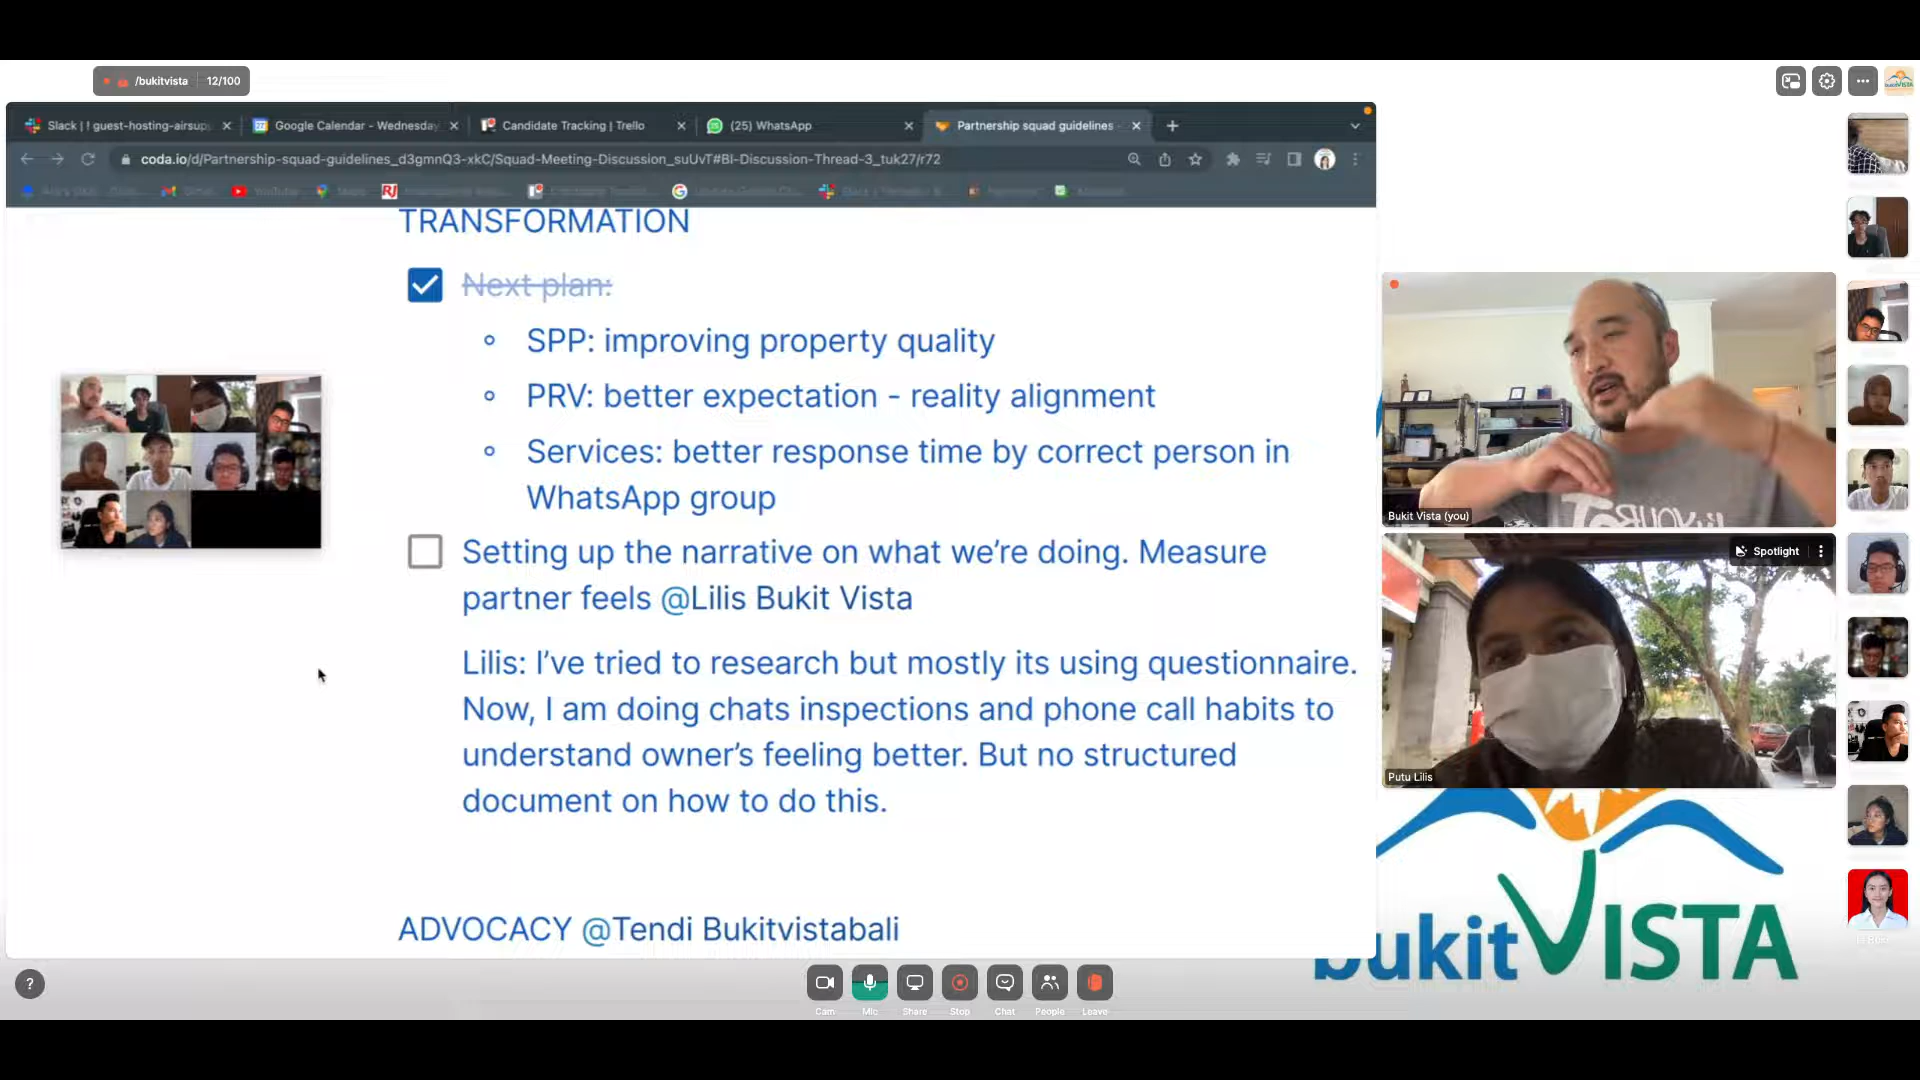 /bukitvista 12/100
Slack | ! guest-hosting-airsup
Google Calendar - Wednesday
Candidate Tracking | Trello
(25) WhatsApp
Partnership squad guidelines
coda.io/d/Partnership-squad-guidelines_d3gmnQ3-xkC/Squad-Meeting-Discussion_suUvT#BI-Discussion-Thread-3_tuk27/r72
YouTube
TRANSFORMATION
Next plan:
SPP: improving property quality
PRV: better expectation - reality alignment
Services: better response time by correct person in
WhatsApp group
Setting up the narrative on what we're doing. Measure
partner feels @Lilis Bukit Vista
Lilis: I've tried to research but mostly its using questionnaire.
Now, I am doing chats inspections and phone call habits to
understand owner's feeling better. But no structured
document on how to do this.
ADVOCACY @Tendi Bukitvistabali
Bukit Vista (you)
Spotlight
Putu Lilis
bukit VISTA
?
Cam
Mic
Share
Stop
Chat
People
Leave